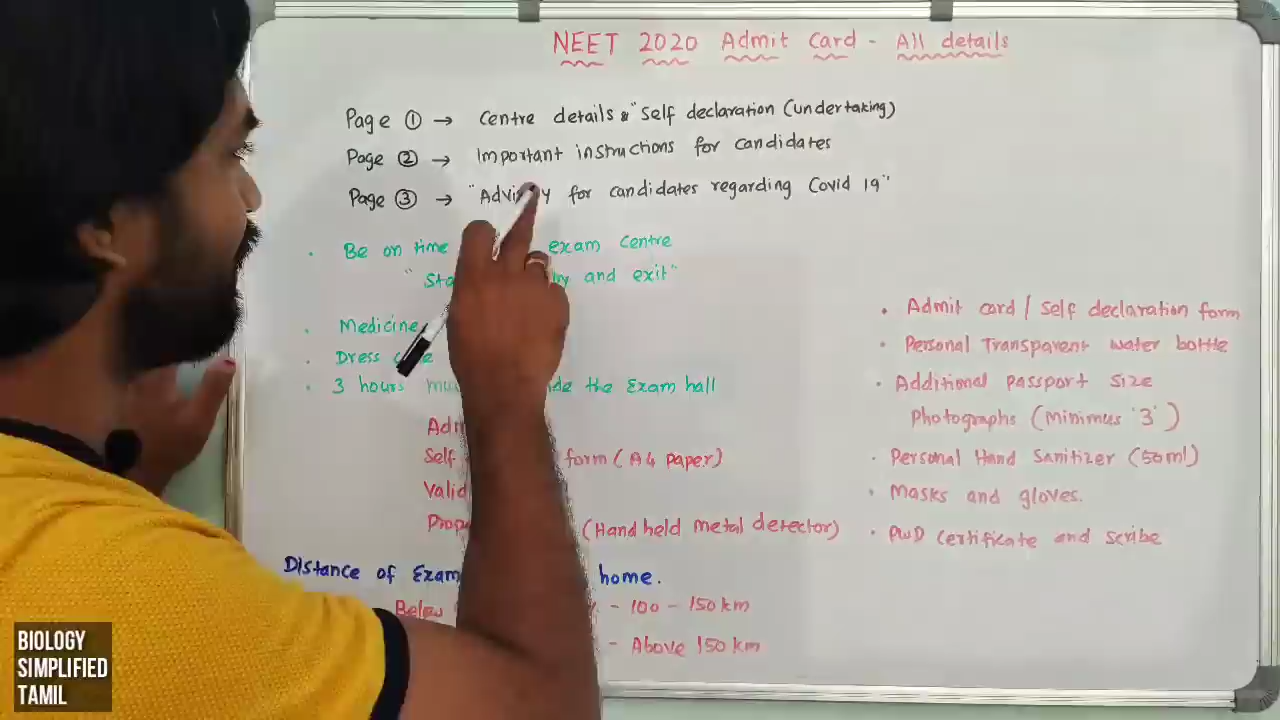 NEET 2020 Admit Card - All details
Page ① → Centre details & "Self declaration (undertaking)
Page ② → Important instructions for candidates
Page ③ → for candidates regarding Covid 19"
• Be on time exam Centre
and exit"
• Medicine
• Dress
• 3 hours the Exam hall
Self form (A4 paper)
Valid
(Hand held metal detector)
Distance of Exam home.
Below - 100 - 150 km
- Above 150 km
• Admit card / Self declaration form
• Personal Transparent water bottle
• Additional passport size
Photographs (minimus '3')
• Personal Hand Sanitizer (50ml)
• Masks and gloves.
• PWD Certificate and scribe
BIOLOGY
SIMPLIFIED
TAMIL